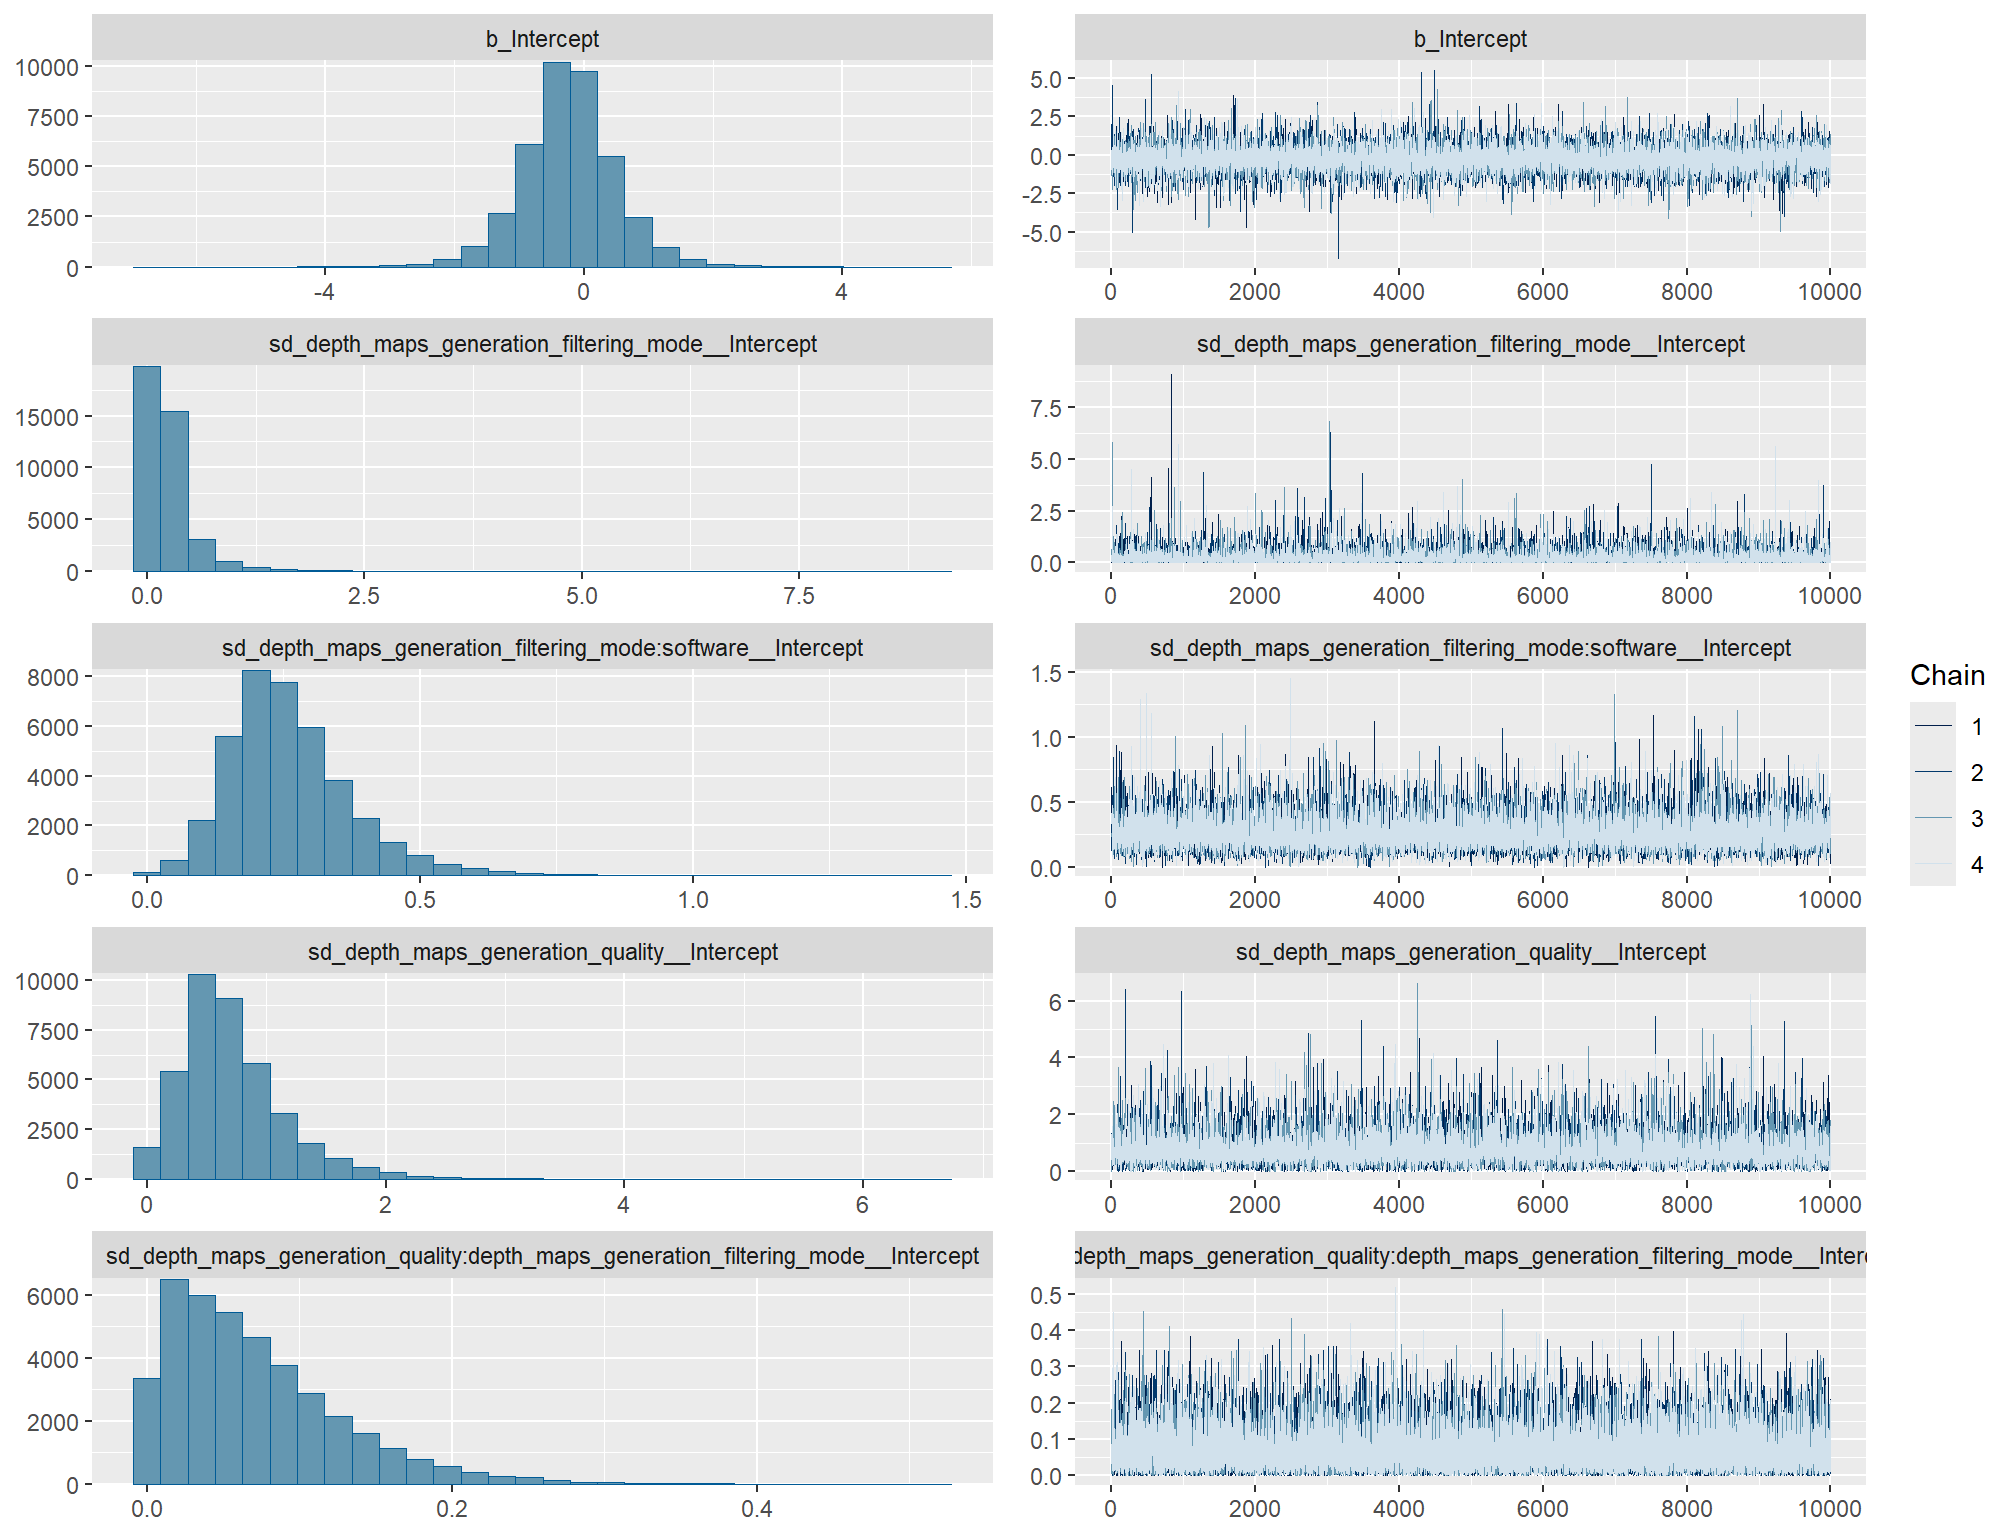 b_Intercept
10000
7500
5000
2500
0
-4 0 4
b_Intercept
5.0
2.5
0.0
-2.5
-5.0
0 2000 4000 6000 8000 10000
sd_depth_maps_generation_filtering_mode__Intercept
15000
10000
5000
0
0.0 2.5 5.0 7.5
sd_depth_maps_generation_filtering_mode__Intercept
7.5
5.0
2.5
0.0
0 2000 4000 6000 8000 10000
sd_depth_maps_generation_filtering_mode:software__Intercept
8000
6000
4000
2000
0
0.0 0.5 1.0 1.5
sd_depth_maps_generation_filtering_mode:software__Intercept
1.5
1.0
0.5
0.0
0 2000 4000 6000 8000 10000
sd_depth_maps_generation_quality__Intercept
10000
7500
5000
2500
0
0 2 4 6
sd_depth_maps_generation_quality__Intercept
6
4
2
0
0 2000 4000 6000 8000 10000
sd_depth_maps_generation_quality:depth_maps_generation_filtering_mode__Intercept
6000
4000
2000
0
0.0 0.2 0.4
depth_maps_generation_quality:depth_maps_generation_filtering_mode__Interc
0.5
0.4
0.3
0.2
0.1
0.0
0 2000 4000 6000 8000 10000
Chain
1
2
3
4